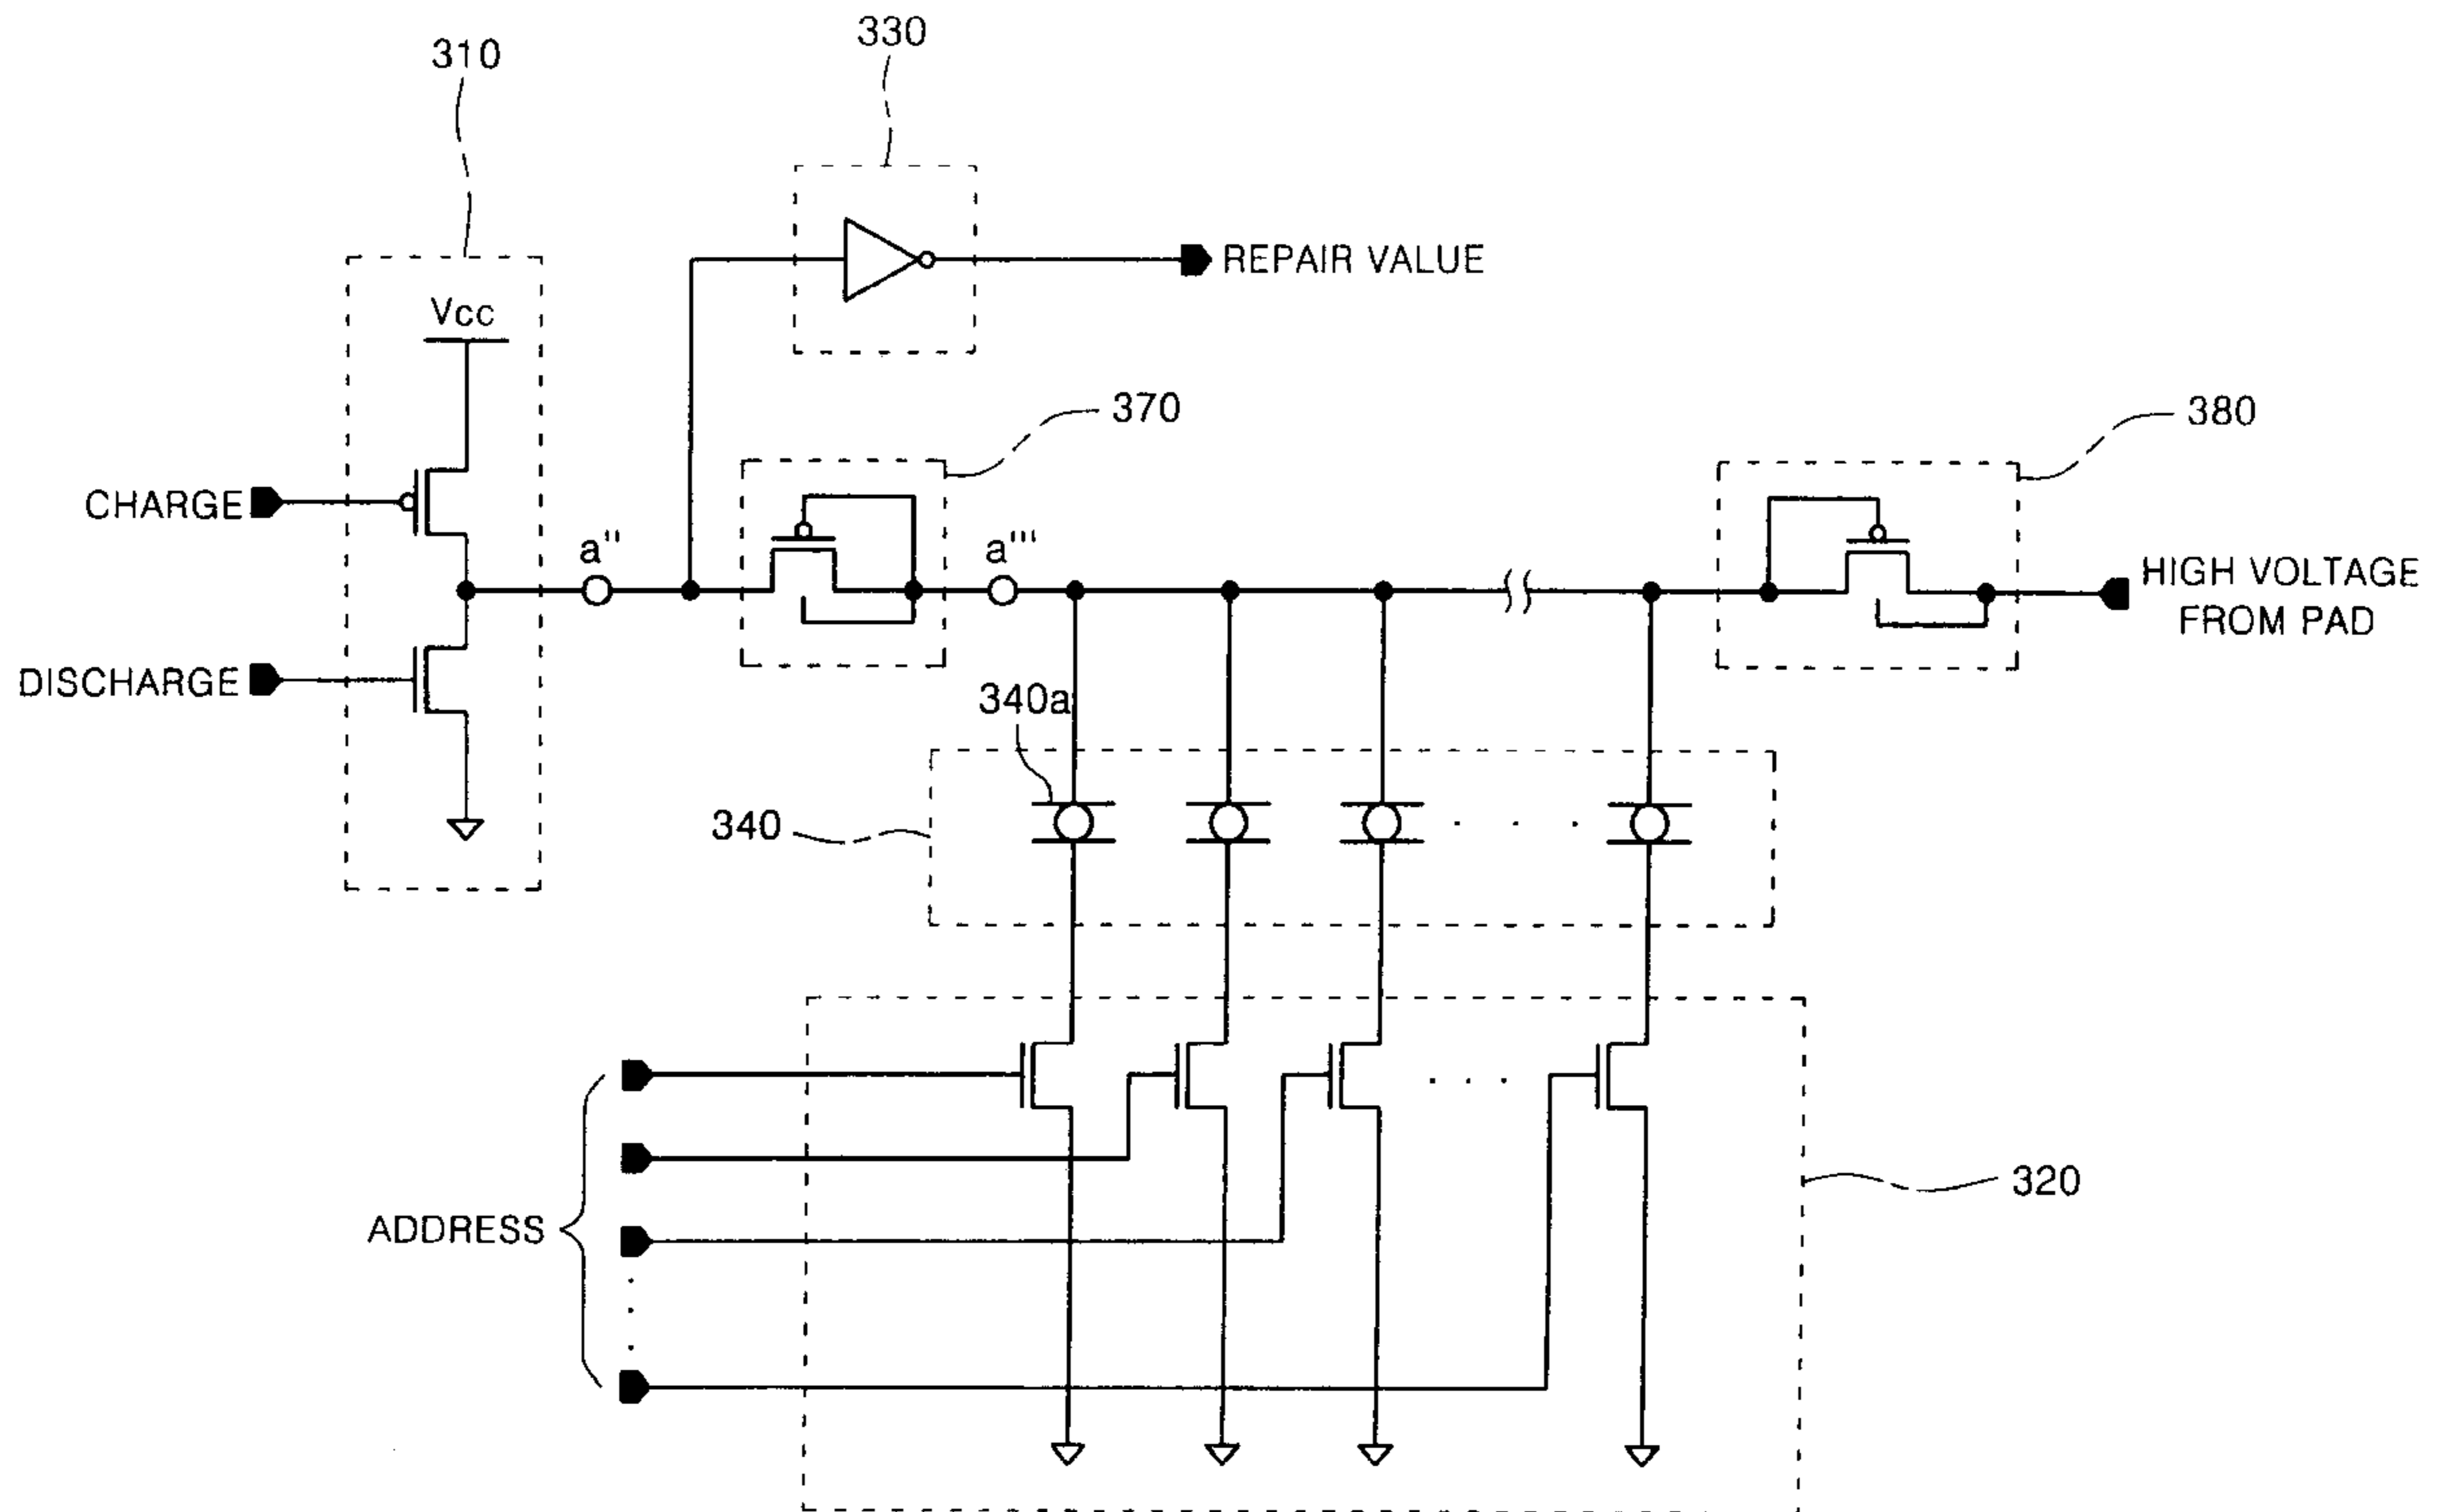 330
310
REPAIR VALUE
Vcc
370
380
CHARGE
a"
a'"
HIGH VOLTAGE
FROM PAD
DISCHARGE
340a
340
. . .
. . .
320
ADDRESS